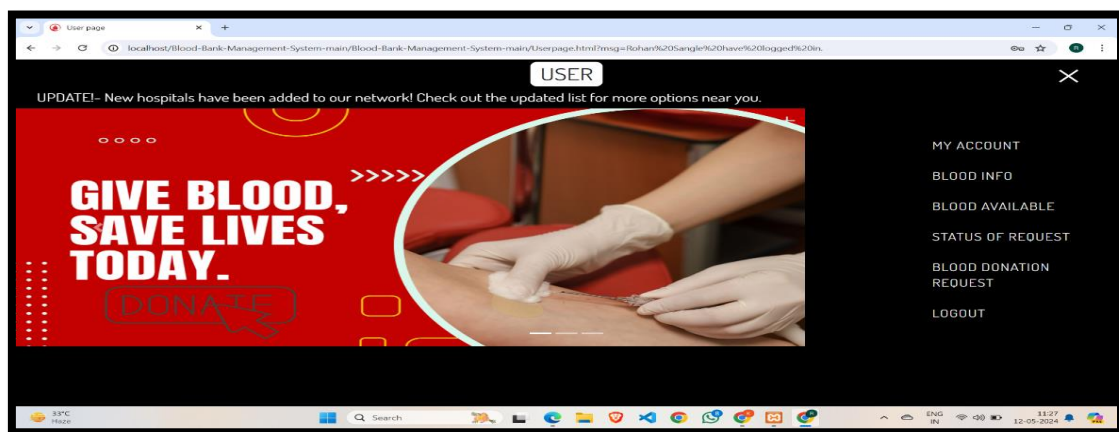 User page
localhost/Blood-Bank-Management-System-main/Blood-Bank-Management-System-main/Userpage.html?msg=Rohan%20Sangle%20have%20logged%20in.
USER
UPDATE!- New hospitals have been added to our network! Check out the updated list for more options near you.
GIVE BLOOD,
SAVE LIVES
TODAY.
DONATE
MY ACCOUNT
BLOOD INFO
BLOOD AVAILABLE
STATUS OF REQUEST
BLOOD DONATION
REQUEST
LOGOUT
33°C
Haze
Search
ENG
IN
11:27
12-05-2024